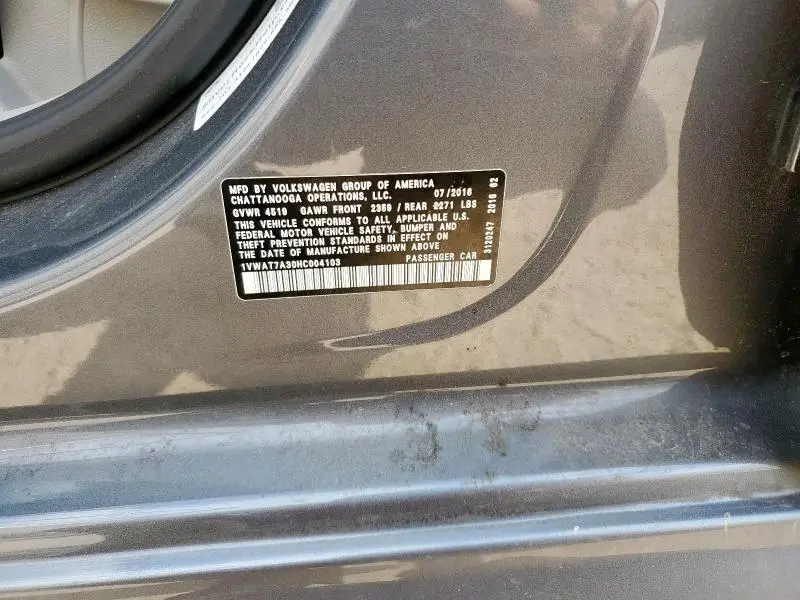 MFD BY VOLKSWAGEN GROUP OF AMERICA
CHATTANOOGA OPERATIONS, LLC. 07/2016
GVWR 4519 GAWR FRONT 2359 / REAR 2271 LBS
THIS VEHICLE CONFORMS TO ALL APPLICABLE U.S.
FEDERAL MOTOR VEHICLE SAFETY, BUMPER AND
THEFT PREVENTION STANDARDS IN EFFECT ON
THE DATE OF MANUFACTURE SHOWN ABOVE
1VWAT7A30HC004103 PASSENGER CAR
3120247 2016 02